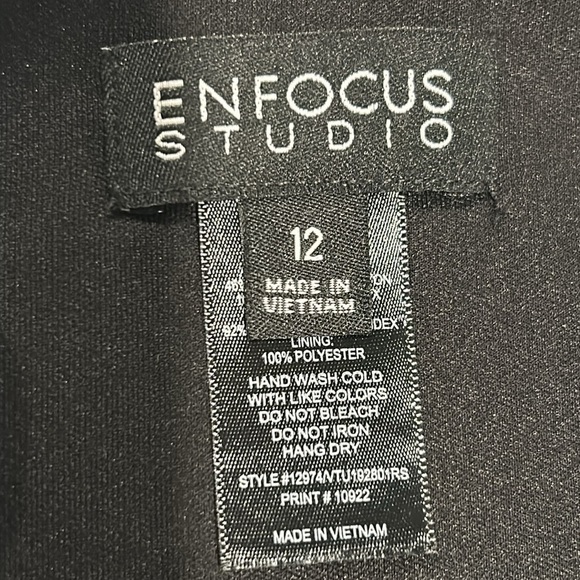 ENFOCUS
STUDIO
12
MADE IN
VIETNAM
LINING:
100% POLYESTER
HAND WASH COLD
WITH LIKE COLORS
DO NOT BLEACH
DO NOT IRON
HANG DRY
STYLE #12974/VTU192801RS
PRINT # 10922
MADE IN VIETNAM